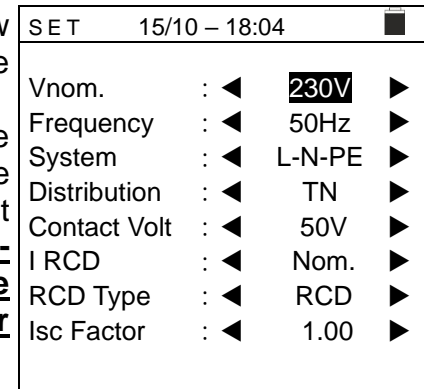 SET 15/10 – 18:04
Vnom. : ◀ 230V ▶
Frequency : ◀ 50Hz ▶
System : ◀ L-N-PE ▶
Distribution : ◀ TN ▶
Contact Volt : ◀ 50V ▶
I RCD : ◀ Nom. ▶
RCD Type : ◀ RCD ▶
Isc Factor : ◀ 1.00 ▶